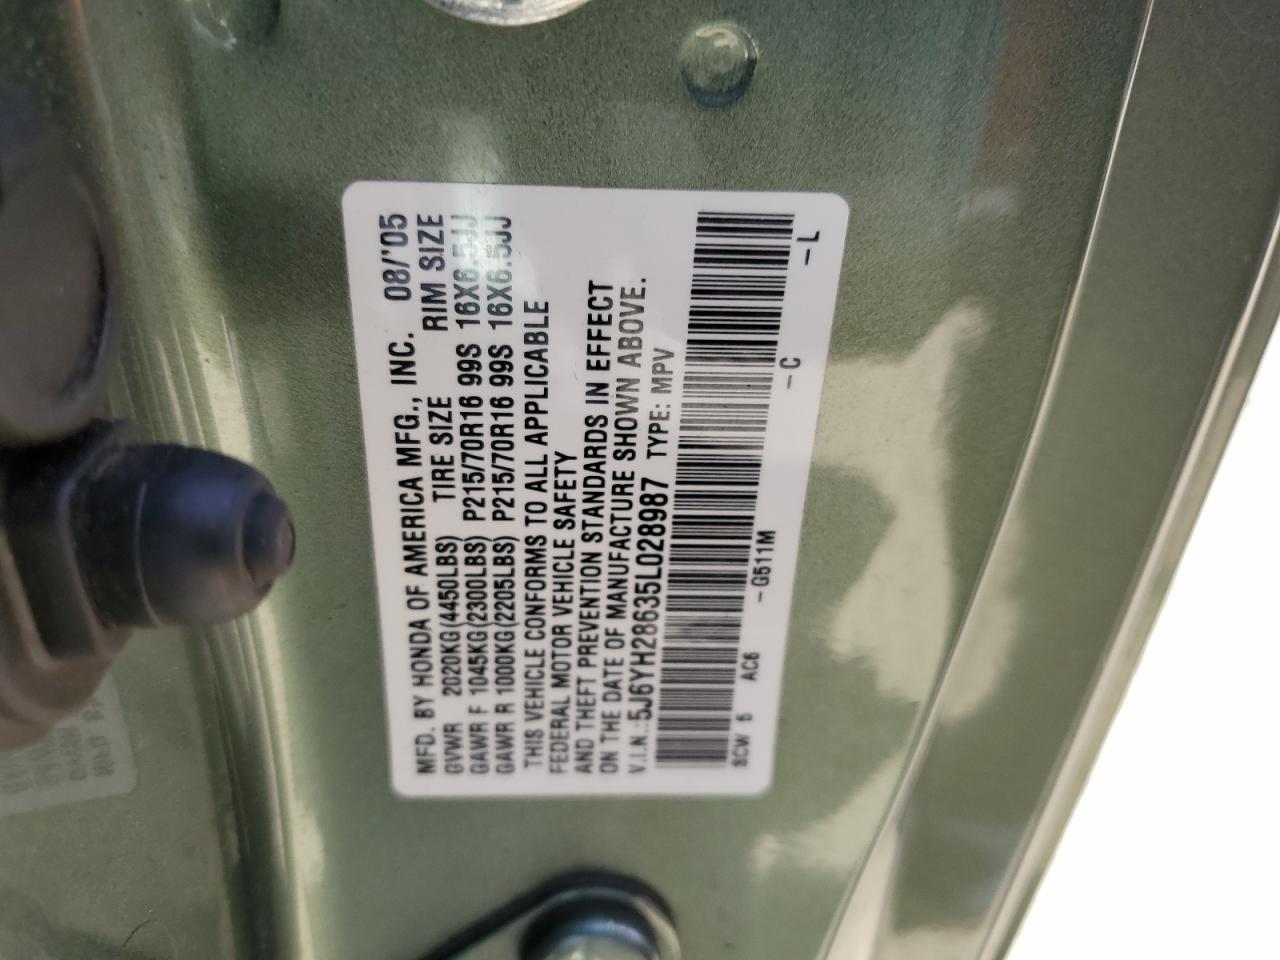 MFD. BY HONDA OF AMERICA MFG., INC. 08/'05
GVWR 2020KG(4450LBS) TIRE SIZE RIM SIZE
GAWR F 1045KG(2300LBS) P215/70R16 99S 16X6.5JJ
GAWR R 1000KG(2205LBS) P215/70R16 99S 16X6.5JJ
THIS VEHICLE CONFORMS TO ALL APPLICABLE
FEDERAL MOTOR VEHICLE SAFETY
AND THEFT PREVENTION STANDARDS IN EFFECT
ON THE DATE OF MANUFACTURE SHOWN ABOVE.
V.I.N.:5J6YH28635L028987 TYPE: MPV
SCW 5 AC6 -G511M -C -L